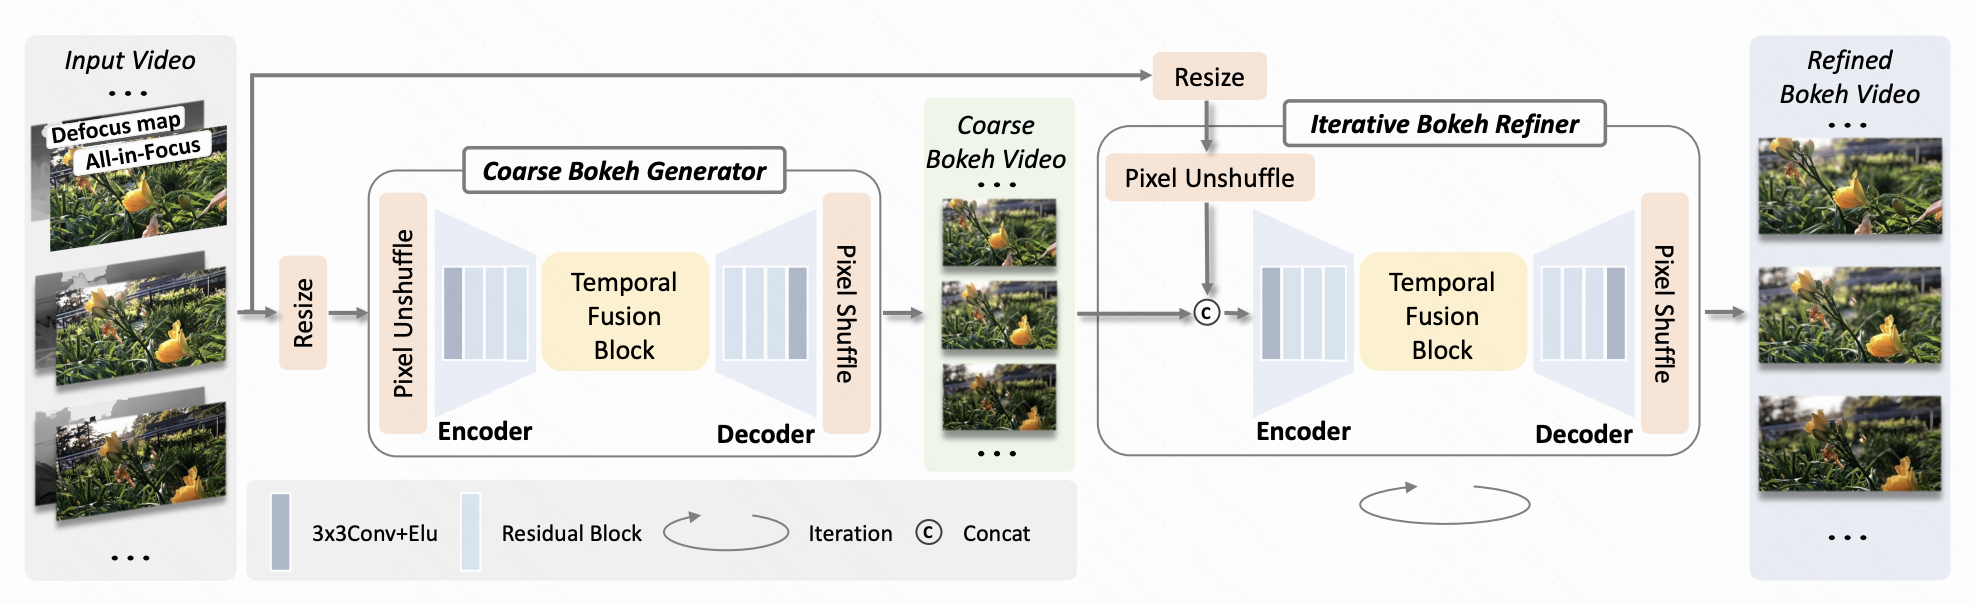 Input Video
Defocus map
All-in-Focus
Resize
Coarse Bokeh Generator
Pixel Unshuffle
Encoder
Temporal
Fusion
Block
Decoder
Pixel Shuffle
Coarse
Bokeh Video
Resize
Iterative Bokeh Refiner
Pixel Unshuffle
C
Encoder
Temporal
Fusion
Block
Decoder
Pixel Shuffle
Refined
Bokeh Video
3x3Conv+Elu
Residual Block
Iteration
C
Concat